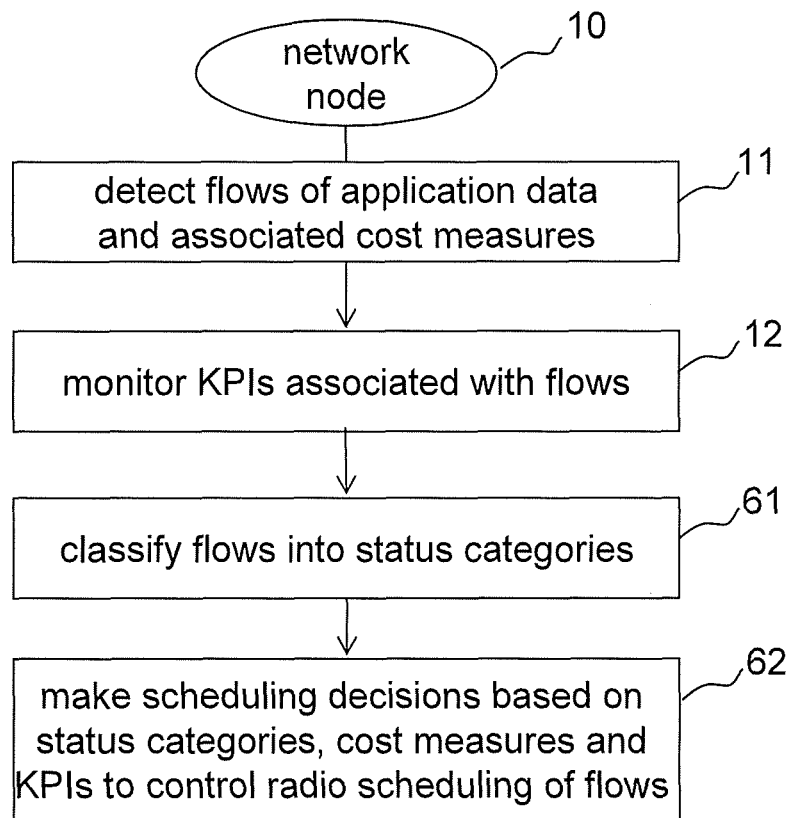 network
node
10
11
detect flows of application data
and associated cost measures
12
monitor KPIs associated with flows
61
classify flows into status categories
62
make scheduling decisions based on
status categories, cost measures and
KPIs to control radio scheduling of flows